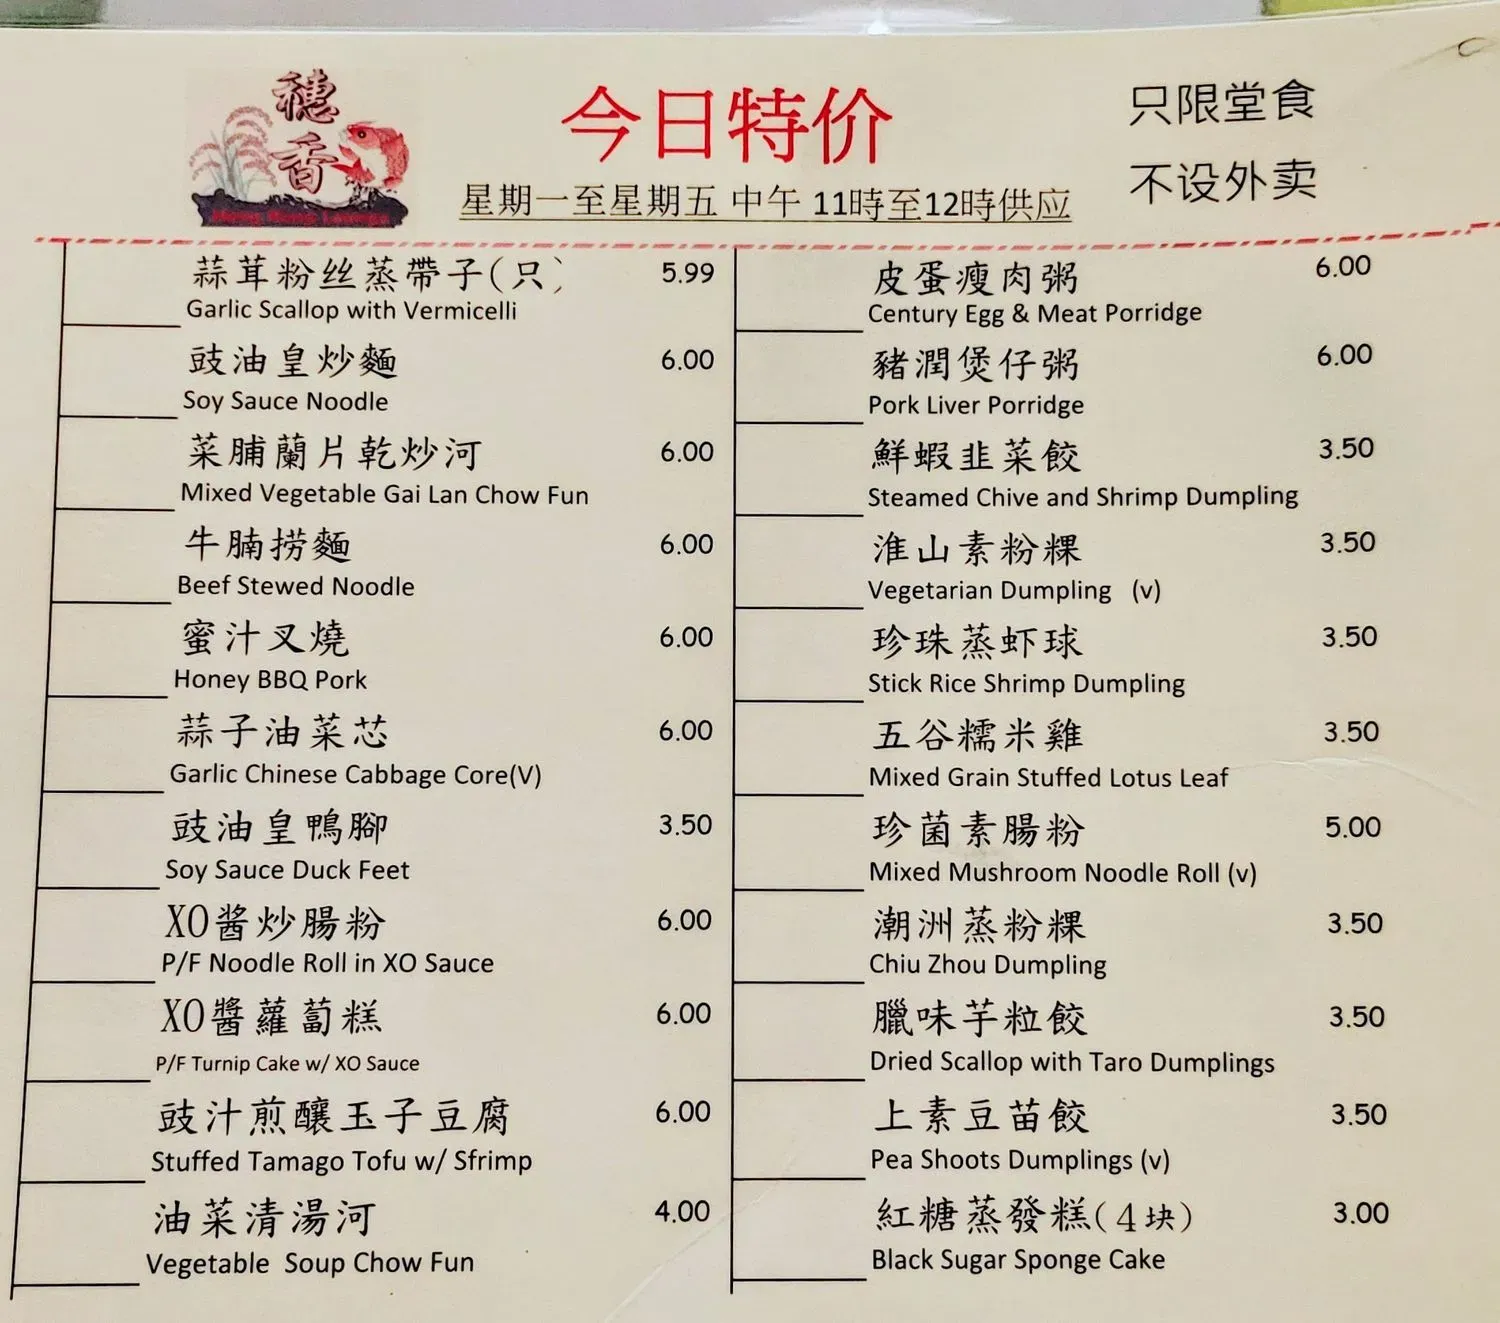 穗香
Hong Kong Lounge
今日特价
星期一至星期五 中午 11時至12時供应
只限堂食
不设外卖
蒜茸粉丝蒸帶子(只) 5.99
Garlic Scallop with Vermicelli
豉油皇炒麵 6.00
Soy Sauce Noodle
菜脯蘭片乾炒河 6.00
Mixed Vegetable Gai Lan Chow Fun
牛腩捞麵 6.00
Beef Stewed Noodle
蜜汁叉燒 6.00
Honey BBQ Pork
蒜子油菜芯 6.00
Garlic Chinese Cabbage Core(V)
豉油皇鴨腳 3.50
Soy Sauce Duck Feet
XO酱炒腸粉 6.00
P/F Noodle Roll in XO Sauce
XO醬蘿蔔糕 6.00
P/F Turnip Cake w/ XO Sauce
豉汁煎釀玉子豆腐 6.00
Stuffed Tamago Tofu w/ Sfrimp
油菜清湯河 4.00
Vegetable Soup Chow Fun
皮蛋瘦肉粥 6.00
Century Egg & Meat Porridge
豬潤煲仔粥 6.00
Pork Liver Porridge
鮮蝦韭菜餃 3.50
Steamed Chive and Shrimp Dumpling
淮山素粉粿 3.50
Vegetarian Dumpling (v)
珍珠蒸虾球 3.50
Stick Rice Shrimp Dumpling
五谷糯米雞 3.50
Mixed Grain Stuffed Lotus Leaf
珍菌素腸粉 5.00
Mixed Mushroom Noodle Roll (v)
潮洲蒸粉粿 3.50
Chiu Zhou Dumpling
臘味芋粒餃 3.50
Dried Scallop with Taro Dumplings
上素豆苗餃 3.50
Pea Shoots Dumplings (v)
紅糖蒸發糕(4块) 3.00
Black Sugar Sponge Cake